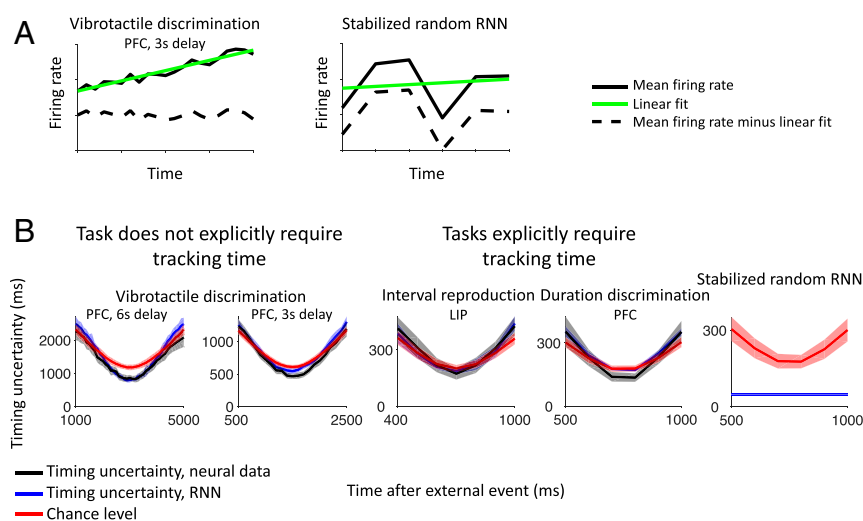 A
Vibrotactile discrimination
PFC, 3s delay
Firing rate
Time
Stabilized random RNN
Firing rate
Time
Mean firing rate
Linear fit
Mean firing rate minus linear fit
B
Task does not explicitly require
tracking time
Tasks explicitly require
tracking time
Stabilized random RNN
Vibrotactile discrimination
PFC, 6s delay
PFC, 3s delay
Interval reproduction
LIP
Duration discrimination
PFC
Timing uncertainty (ms)
2000
1000
0
1000
5000
1000
500
0
500
2500
300
0
400
1000
300
0
500
1000
300
0
500
1000
Timing uncertainty, neural data
Timing uncertainty, RNN
Chance level
Time after external event (ms)